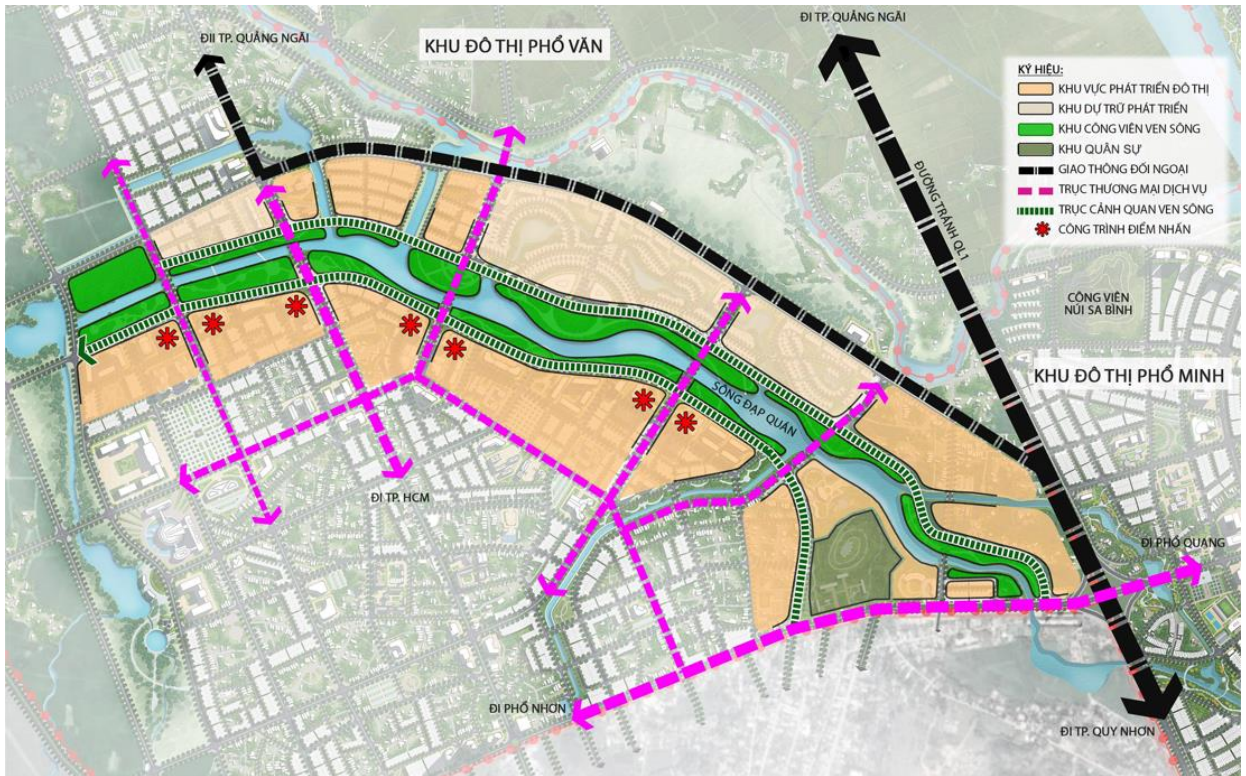 ĐII TP. QUẢNG NGÃI
KHU ĐÔ THỊ PHỔ VĂN
ĐI TP. QUẢNG NGÃI
KÝ HIỆU:
KHU VỰC PHÁT TRIỂN ĐÔ THỊ
KHU DỰ TRỮ PHÁT TRIỂN
KHU CÔNG VIÊN VEN SÔNG
KHU QUÂN SỰ
GIAO THÔNG ĐỐI NGOẠI
TRỤC THƯƠNG MẠI DỊCH VỤ
TRỤC CẢNH QUAN VEN SÔNG
CÔNG TRÌNH ĐIỂM NHẤN
ĐƯỜNG TRÁNH QL1
CÔNG VIÊN
NÚI SA BÌNH
KHU ĐÔ THỊ PHỔ MINH
SÔNG ĐẠP QUÁN
ĐI TP. HCM
ĐI PHỔ QUANG
ĐI PHỔ NHƠN
ĐI TP. QUY NHƠN